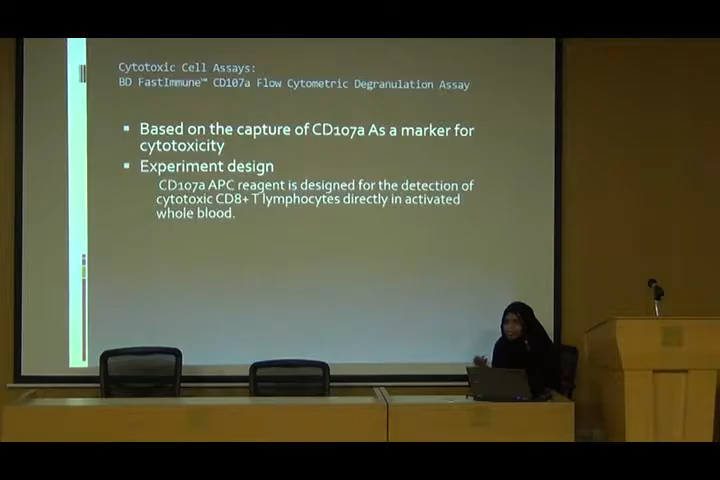 Cytotoxic Cell Assays:
BD FastImmune™ CD107a Flow Cytometric Degranulation Assay
▪ Based on the capture of CD107a As a marker for
cytotoxicity
▪ Experiment design
CD107a APC reagent is designed for the detection of
cytotoxic CD8+ T lymphocytes directly in activated
whole blood.